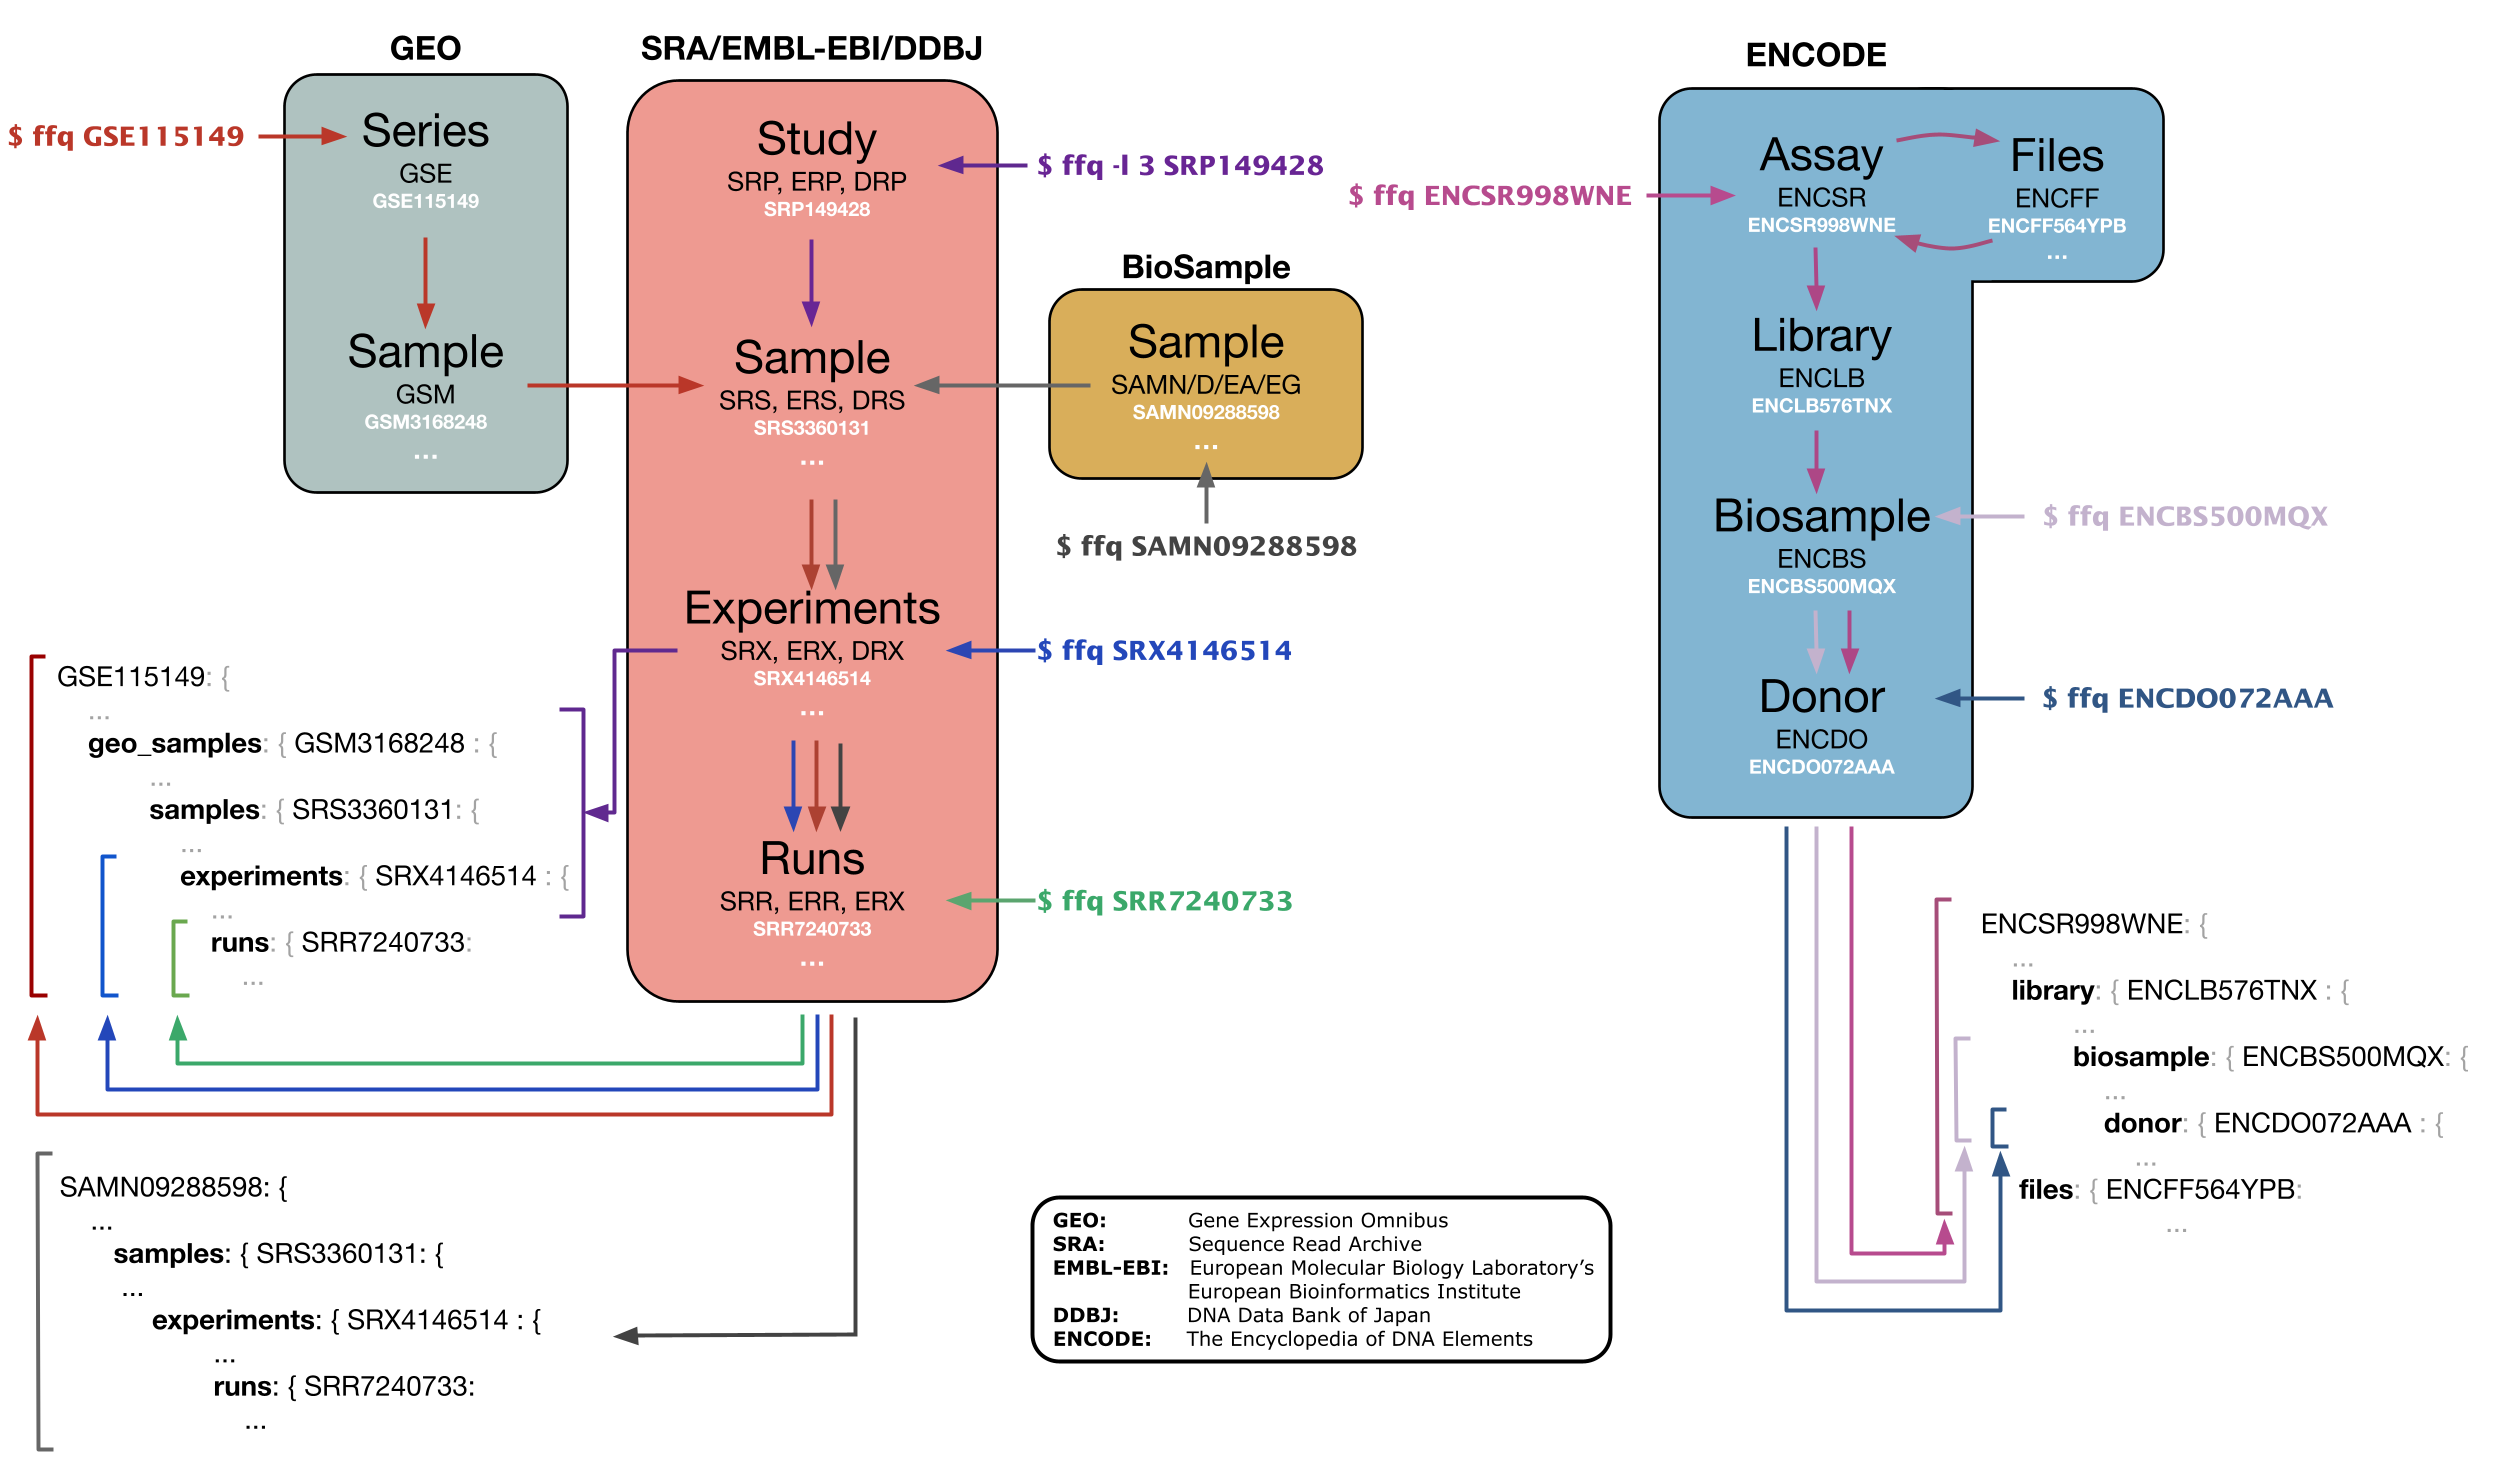 GEO
$ ffq GSE115149
Series
GSE
GSE115149
Sample
GSM
GSM3168248
...
SRA/EMBL-EBI/DDBJ
Study
SRP, ERP, DRP
SRP149428
$ ffq -l 3 SRP149428
Sample
SRS, ERS, DRS
SRS3360131
...
Experiments
SRX, ERX, DRX
SRX4146514
...
$ ffq SRX4146514
Runs
SRR, ERR, ERX
SRR7240733
...
$ ffq SRR7240733
BioSample
Sample
SAMN/D/EA/EG
SAMN09288598
...
$ ffq SAMN09288598
ENCODE
$ ffq ENCSR998WNE
Assay
ENCSR
ENCSR998WNE
Files
ENCFF
ENCFF564YPB
...
Library
ENCLB
ENCLB576TNX
Biosample
ENCBS
ENCBS500MQX
$ ffq ENCBS500MQX
Donor
ENCDO
ENCDO072AAA
$ ffq ENCDO072AAA
GSE115149: {
...
geo_samples: { GSM3168248 : {
...
samples: { SRS3360131: {
...
experiments: { SRX4146514 : {
...
runs: { SRR7240733:
...
SAMN09288598: {
...
samples: { SRS3360131: {
...
experiments: { SRX4146514 : {
...
runs: { SRR7240733:
...
GEO: Gene Expression Omnibus
SRA: Sequence Read Archive
EMBL-EBI: European Molecular Biology Laboratory's
European Bioinformatics Institute
DDBJ: DNA Data Bank of Japan
ENCODE: The Encyclopedia of DNA Elements
ENCSR998WNE: {
...
library: { ENCLB576TNX : {
...
biosample: { ENCBS500MQX: {
...
donor: { ENCDO072AAA : {
...
files: { ENCFF564YPB:
...